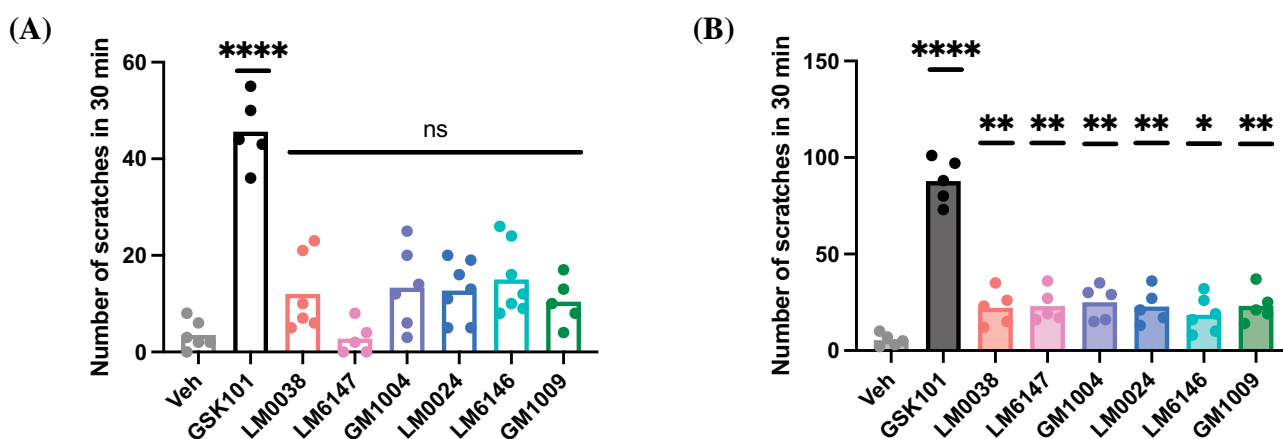 (A)
Number of scratches in 30 min
60
40
20
0
****
ns
Veh
GSK101
LM0038
LM6147
GM1004
LM0024
LM6146
GM1009
(B)
Number of scratches in 30 min
150
100
50
0
****
**
**
**
**
*
**
Veh
GSK101
LM0038
LM6147
GM1004
LM0024
LM6146
GM1009